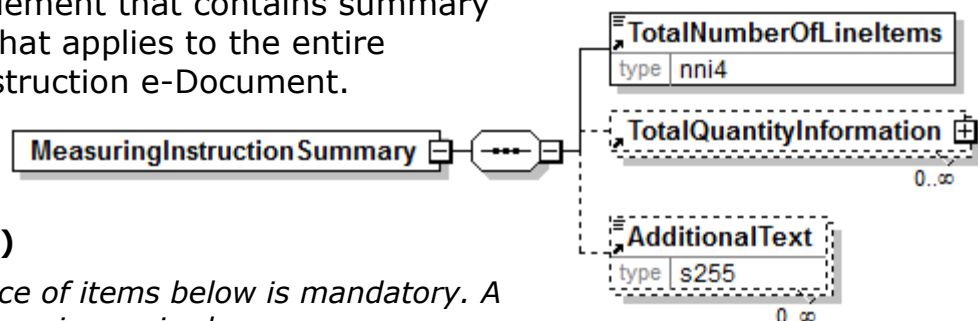 lement that contains summary
hat applies to the entire
struction e-Document.
TotalNumberOfLineItems
type nni4
TotalQuantityInformation
0..∞
MeasuringInstructionSummary
AdditionalText
type s255
0..∞
)
ce of items below is mandatory. A